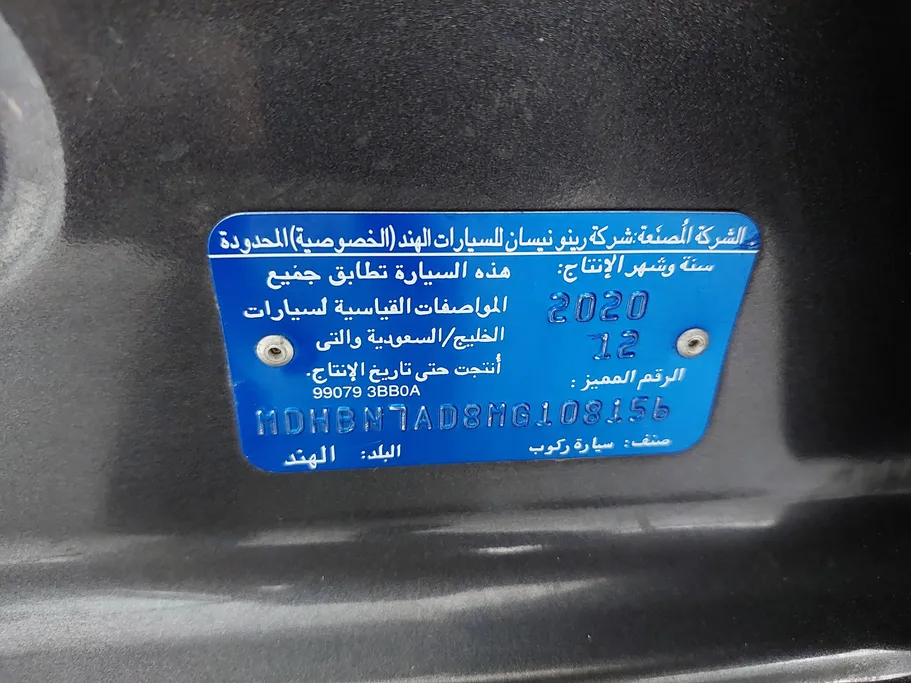 الشركة المصنعة: شركة رينو نيسان للسيارات الهند (الخصوصية) المحدودة
سنة وشهر الإنتاج:
2020
12
هذه السيارة تطابق جميع
المواصفات القياسية لسيارات
الخليج/السعودية والتى
أنتجت حتى تاريخ الإنتاج.
99079 3BB0A
الرقم المميز:
MDHBN7AD8MG108156
صنف: سيارة ركوب
البلد: الهند